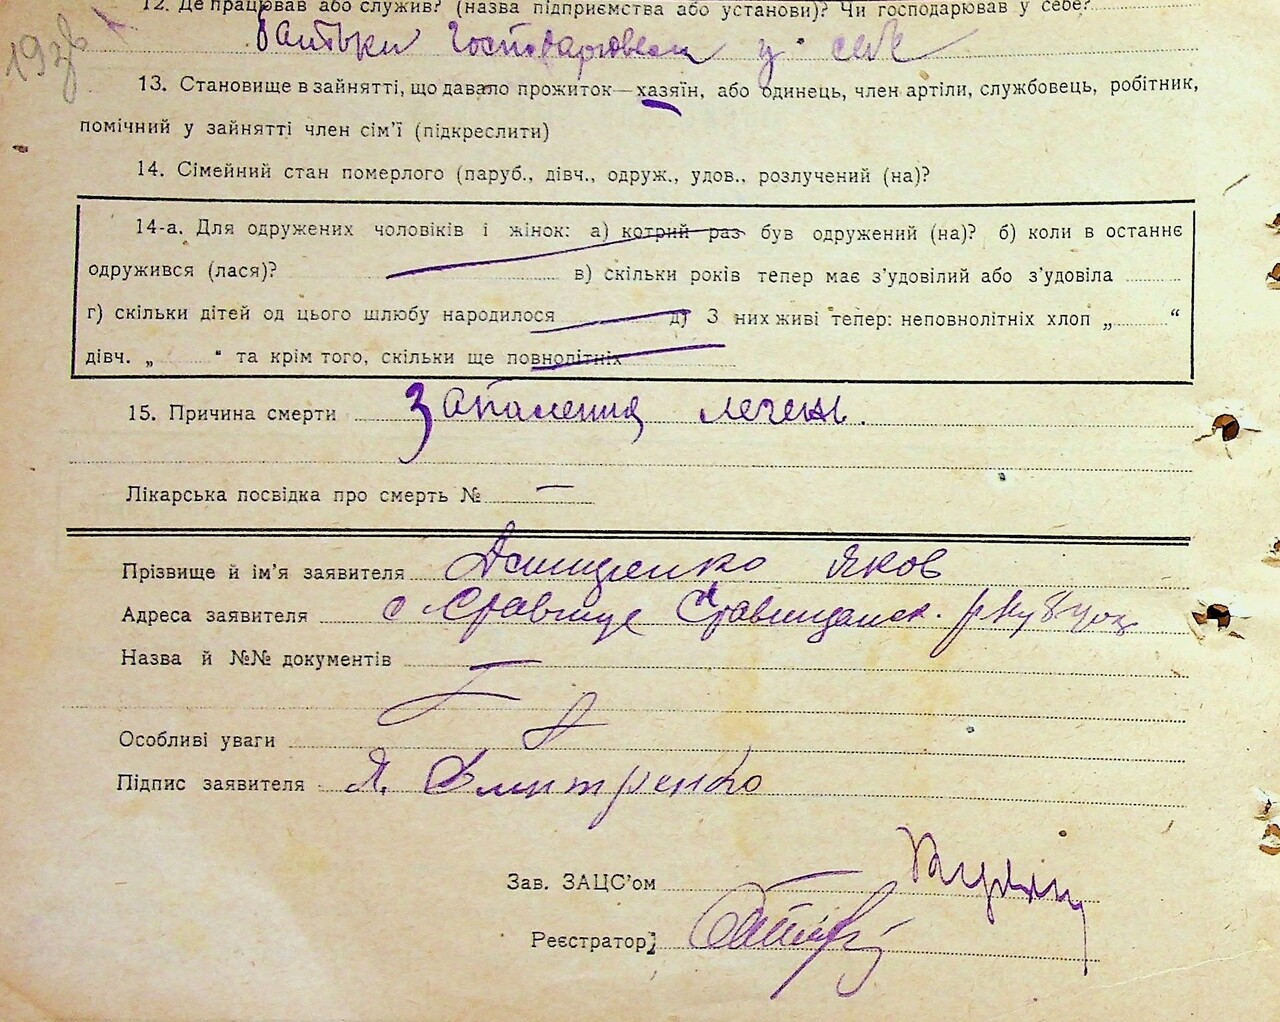 12. Де працював або служив? (назва підприємства або установи)? Чи господарював у себе?
Батьки господарювали у себе
13. Становище в зайнятті, що давало прожиток—хазяїн, або одинець, член артілі, службовець, робітник,
помічний у зайнятті член сім'ї (підкреслити)
14. Сімейний стан померлого (паруб., дівч., одруж., удов., розлучений (на)?
14-а. Для одружених чоловіків і жінок: а) котрий раз був одружений (на)? б) коли в останнє
одружився (лася)? в) скільки років тепер має з'удовілий або з'удовіла
г) скільки дітей од цього шлюбу народилося д) З них живі тепер: неповнолітніх хлоп „ “
дівч. „ “ та крім того, скільки ще повнолітніх
15. Причина смерти Запалення легень.
Лікарська посвідка про смерть № —
Прізвище й ім'я заявителя Яков
Адреса заявителя с
Назва й №№ документів —
Особливі уваги
Підпис заявителя Я. Дмитренко
Зав. ЗАЦС'ом
Реєстратор